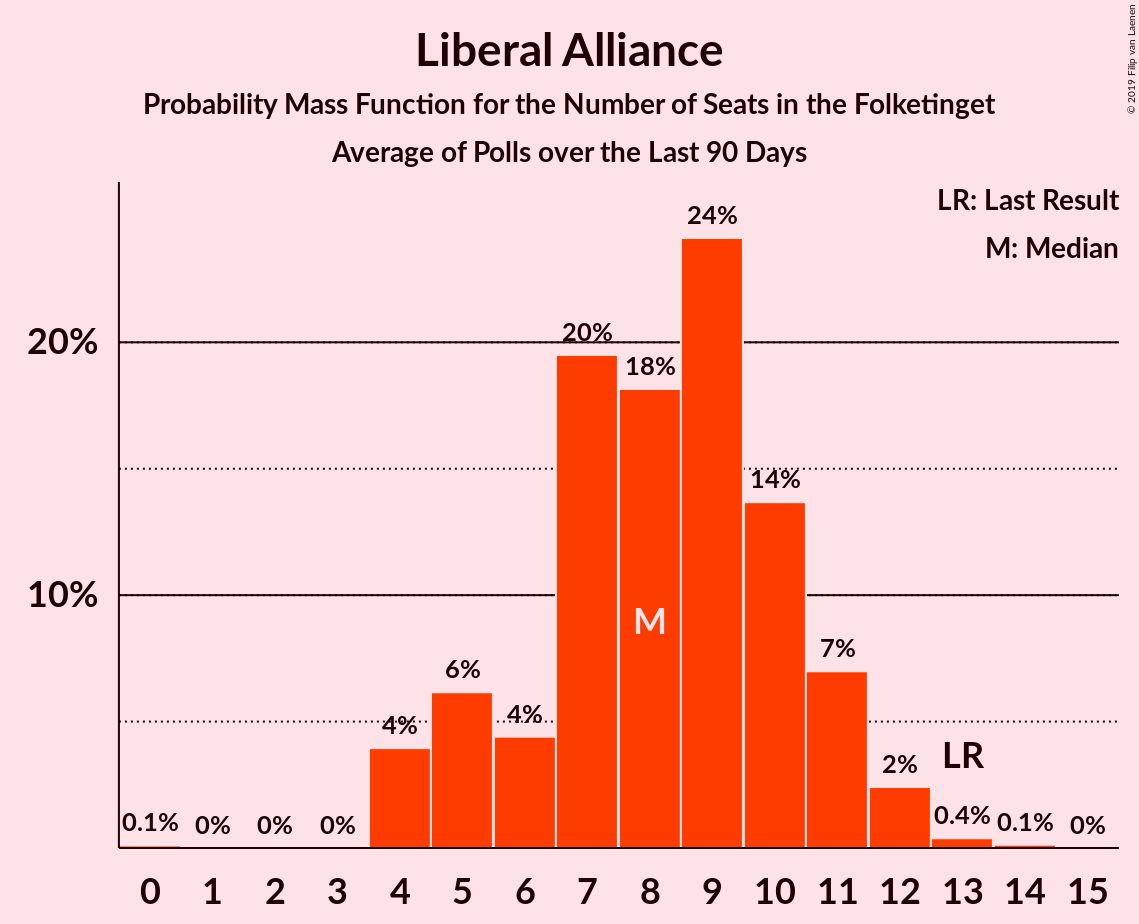 Liberal Alliance
Probability Mass Function for the Number of Seats in the Folketinget
Average of Polls over the Last 90 Days
© 2019 Filip van Laenen
LR: Last Result
M: Median
24%
20%
20%
18%
14%
10%
M
7%
6%
4%
4%
LR
2%
0.1% 0% 0% 0% 0.4% 0.1% 0%
0 1 2 3 4 5 6 7 8 9 10 11 12 13 14 15